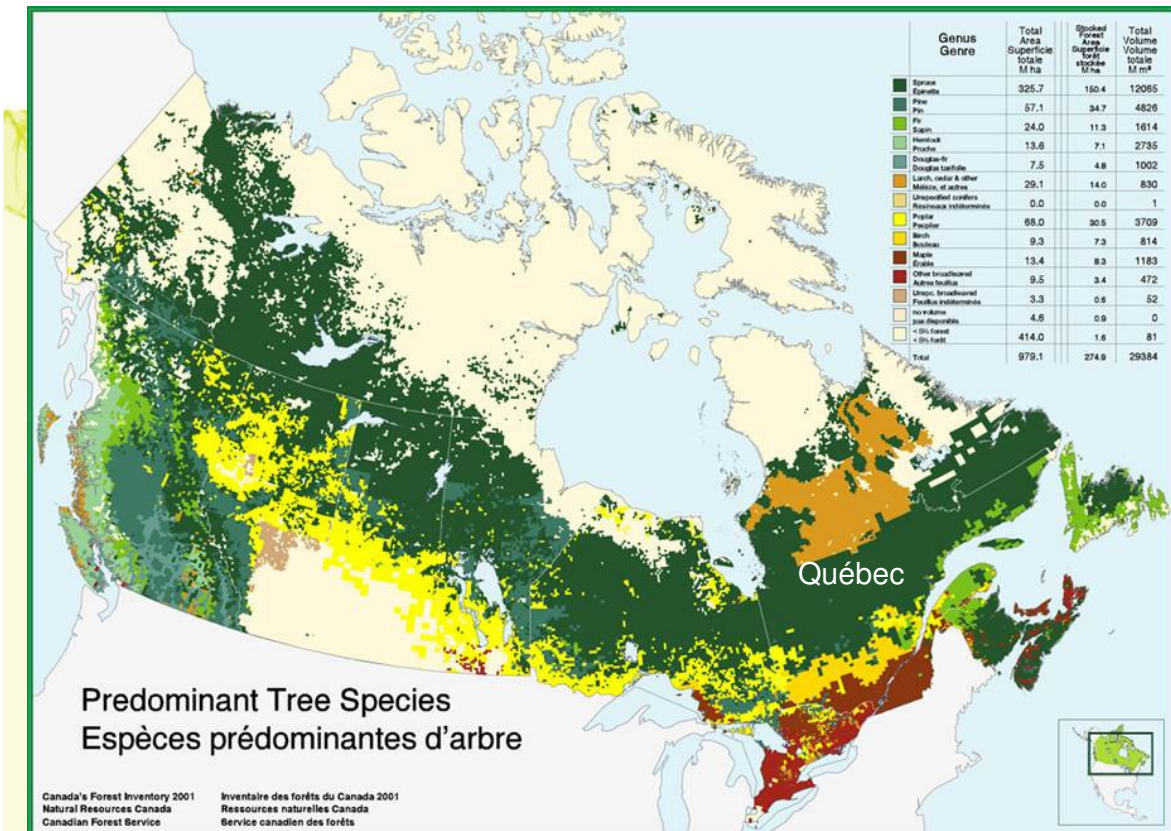 Genus
Genre
Total
Area
Superficie
totale
M ha
Stocked
Forest
Area
Superficie
forêt
stockée
M ha
Total
Volume
Volume
totale
M m³
Spruce
Épinette
325.7 150.4 12065
Pine
Pin
57.1 34.7 4826
Fir
Sapin
24.0 11.3 1614
Hemlock
Pruche
13.6 7.1 2735
Douglas-fir
Douglas taxifolie
7.5 4.8 1002
Larch, cedar & other
Mélèze, et autres
29.1 14.0 830
Unspecified conifers
Résineaux indéterminés
0.0 0.0 1
Poplar
Peuplier
68.0 30.5 3709
Birch
Bouleau
9.3 7.3 814
Maple
Érable
13.4 8.3 1183
Other broadleaved
Autres feuillus
9.5 3.4 472
Unspc. broadleaved
Feuillus indéterminés
3.3 0.6 52
no volume
pas disponible
4.6 0.9 0
< 5% forest
< 5% forêt
414.0 1.6 81
Total 979.1 274.9 29384
Québec
Predominant Tree Species
Espèces prédominantes d'arbre
Canada's Forest Inventory 2001
Natural Resources Canada
Canadian Forest Service
Inventaire des forêts du Canada 2001
Ressources naturelles Canada
Service canadien des forêts